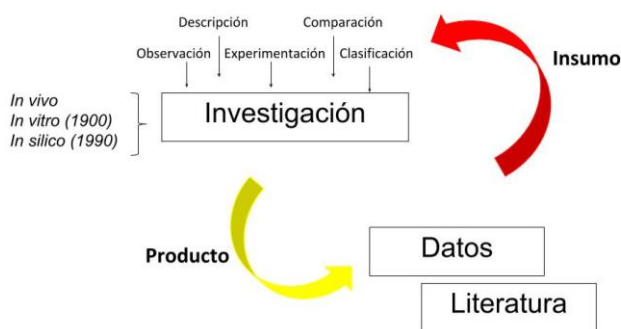 Descripción
Comparación
Observación
Experimentación
Clasificación
Insumo
In vivo
In vitro (1900)
In silico (1990)
Investigación
Producto
Datos
Literatura